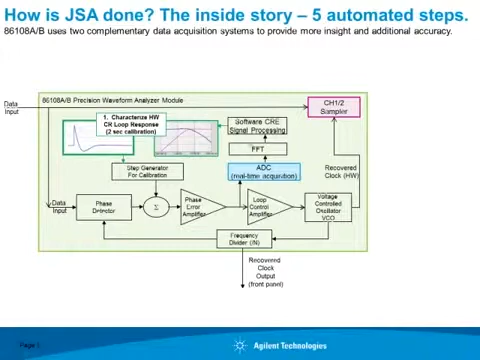 How is JSA done? The inside story – 5 automated steps.
86108A/B uses two complementary data acquisition systems to provide more insight and additional accuracy.
Data
Input
86108A/B Precision Waveform Analyzer Module
CH1/2
Sampler
1. Characterize HW
CR Loop Response
(2 sec calibration)
Software CRE
Signal Processing
FFT
Step Generator
For Calibration
ADC
(real-time acquisition)
Recovered
Clock (HW)
Data
Input
Phase
Detector
Σ
Phase
Error
Amplifier
Loop
Control
Amplifier
Voltage
Controlled
Oscillator
VCO
Frequency
Divider (/N)
Recovered
Clock
Output
(front panel)
Page
Agilent Technologies